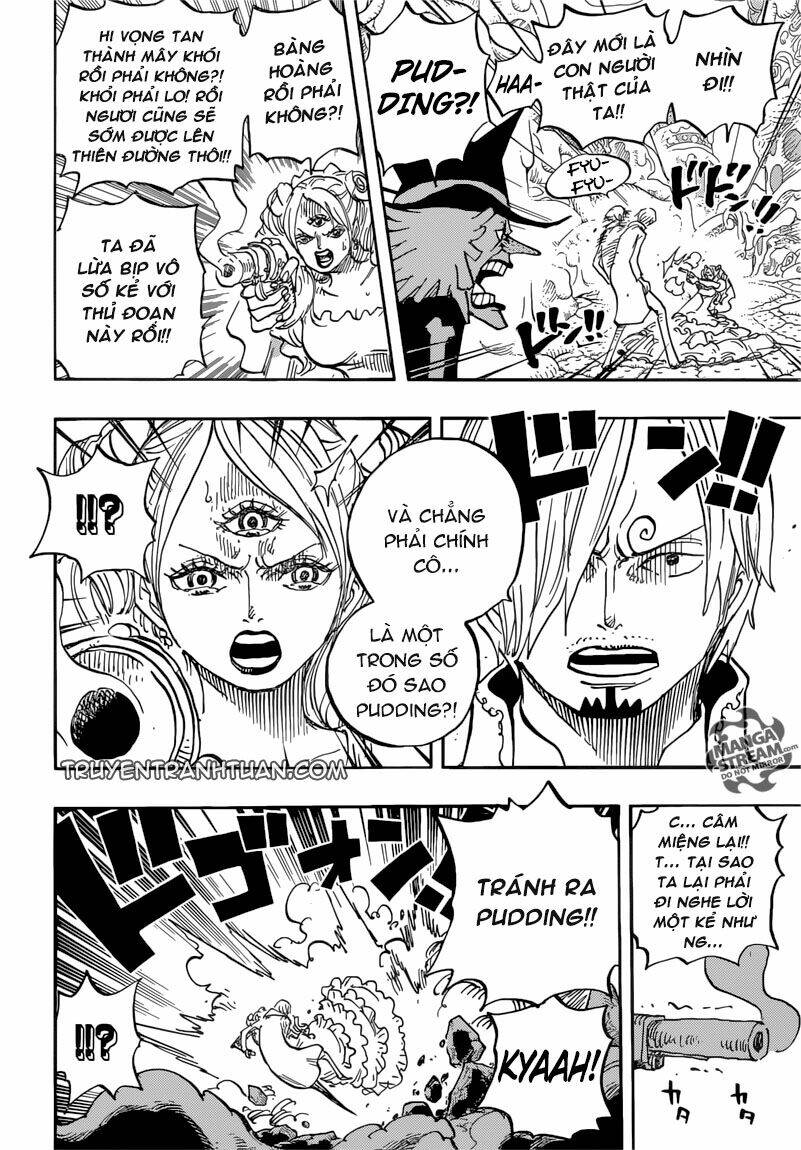 NHÌN
ĐI!!
ĐÂY MỚI LÀ
CON NGƯỜI
THẬT CỦA
TA!!
HAA-
FYU-
FYU-
ドドン!!
ドン!!
PUD-
DING?!
BÀNG
HOÀNG
RỒI PHẢI
KHÔNG?!
HI VỌNG TAN
THÀNH MÂY KHÓI
RỒI PHẢI KHÔNG?!
KHỎI PHẢI LO! RỒI
NGƯƠI CŨNG SẼ
SỚM ĐƯỢC LÊN
THIÊN ĐƯỜNG THÔI!!
TA ĐÃ
LỪA BỊP VÔ
SỐ KẺ VỚI
THỦ ĐOẠN
NÀY RỒI!!
ドン!!
VÀ CHẲNG
PHẢI CHÍNH
CÔ...
LÀ MỘT
TRONG SỐ
ĐÓ SAO
PUDDING?!
!!?
TRUYENTRANHTUAN.COM
MANGA
STREAM.com
DO NOT MIRROR
C... CÂM
MIỆNG LẠI!!
T... TẠI SAO
TA LẠI PHẢI
ĐI NGHE LỜI
MỘT KẺ NHƯ
NG...
カタ
カタ
TRÁNH RA
PUDDING!!
KYAAH!
ドゴォン!!
!!?